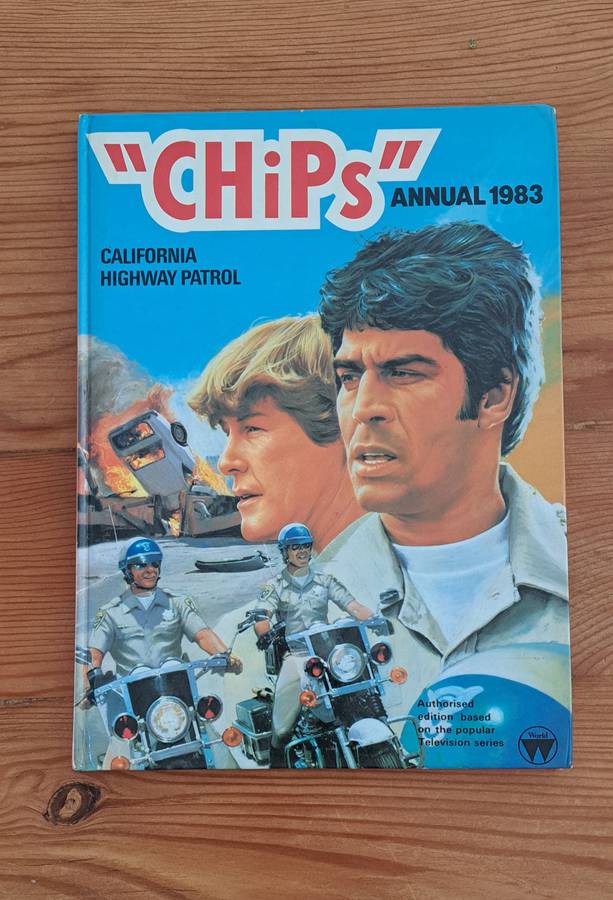 "CHiPs"
ANNUAL 1983
CALIFORNIA
HIGHWAY PATROL
Authorised
edition based
on the popular
Television series
World